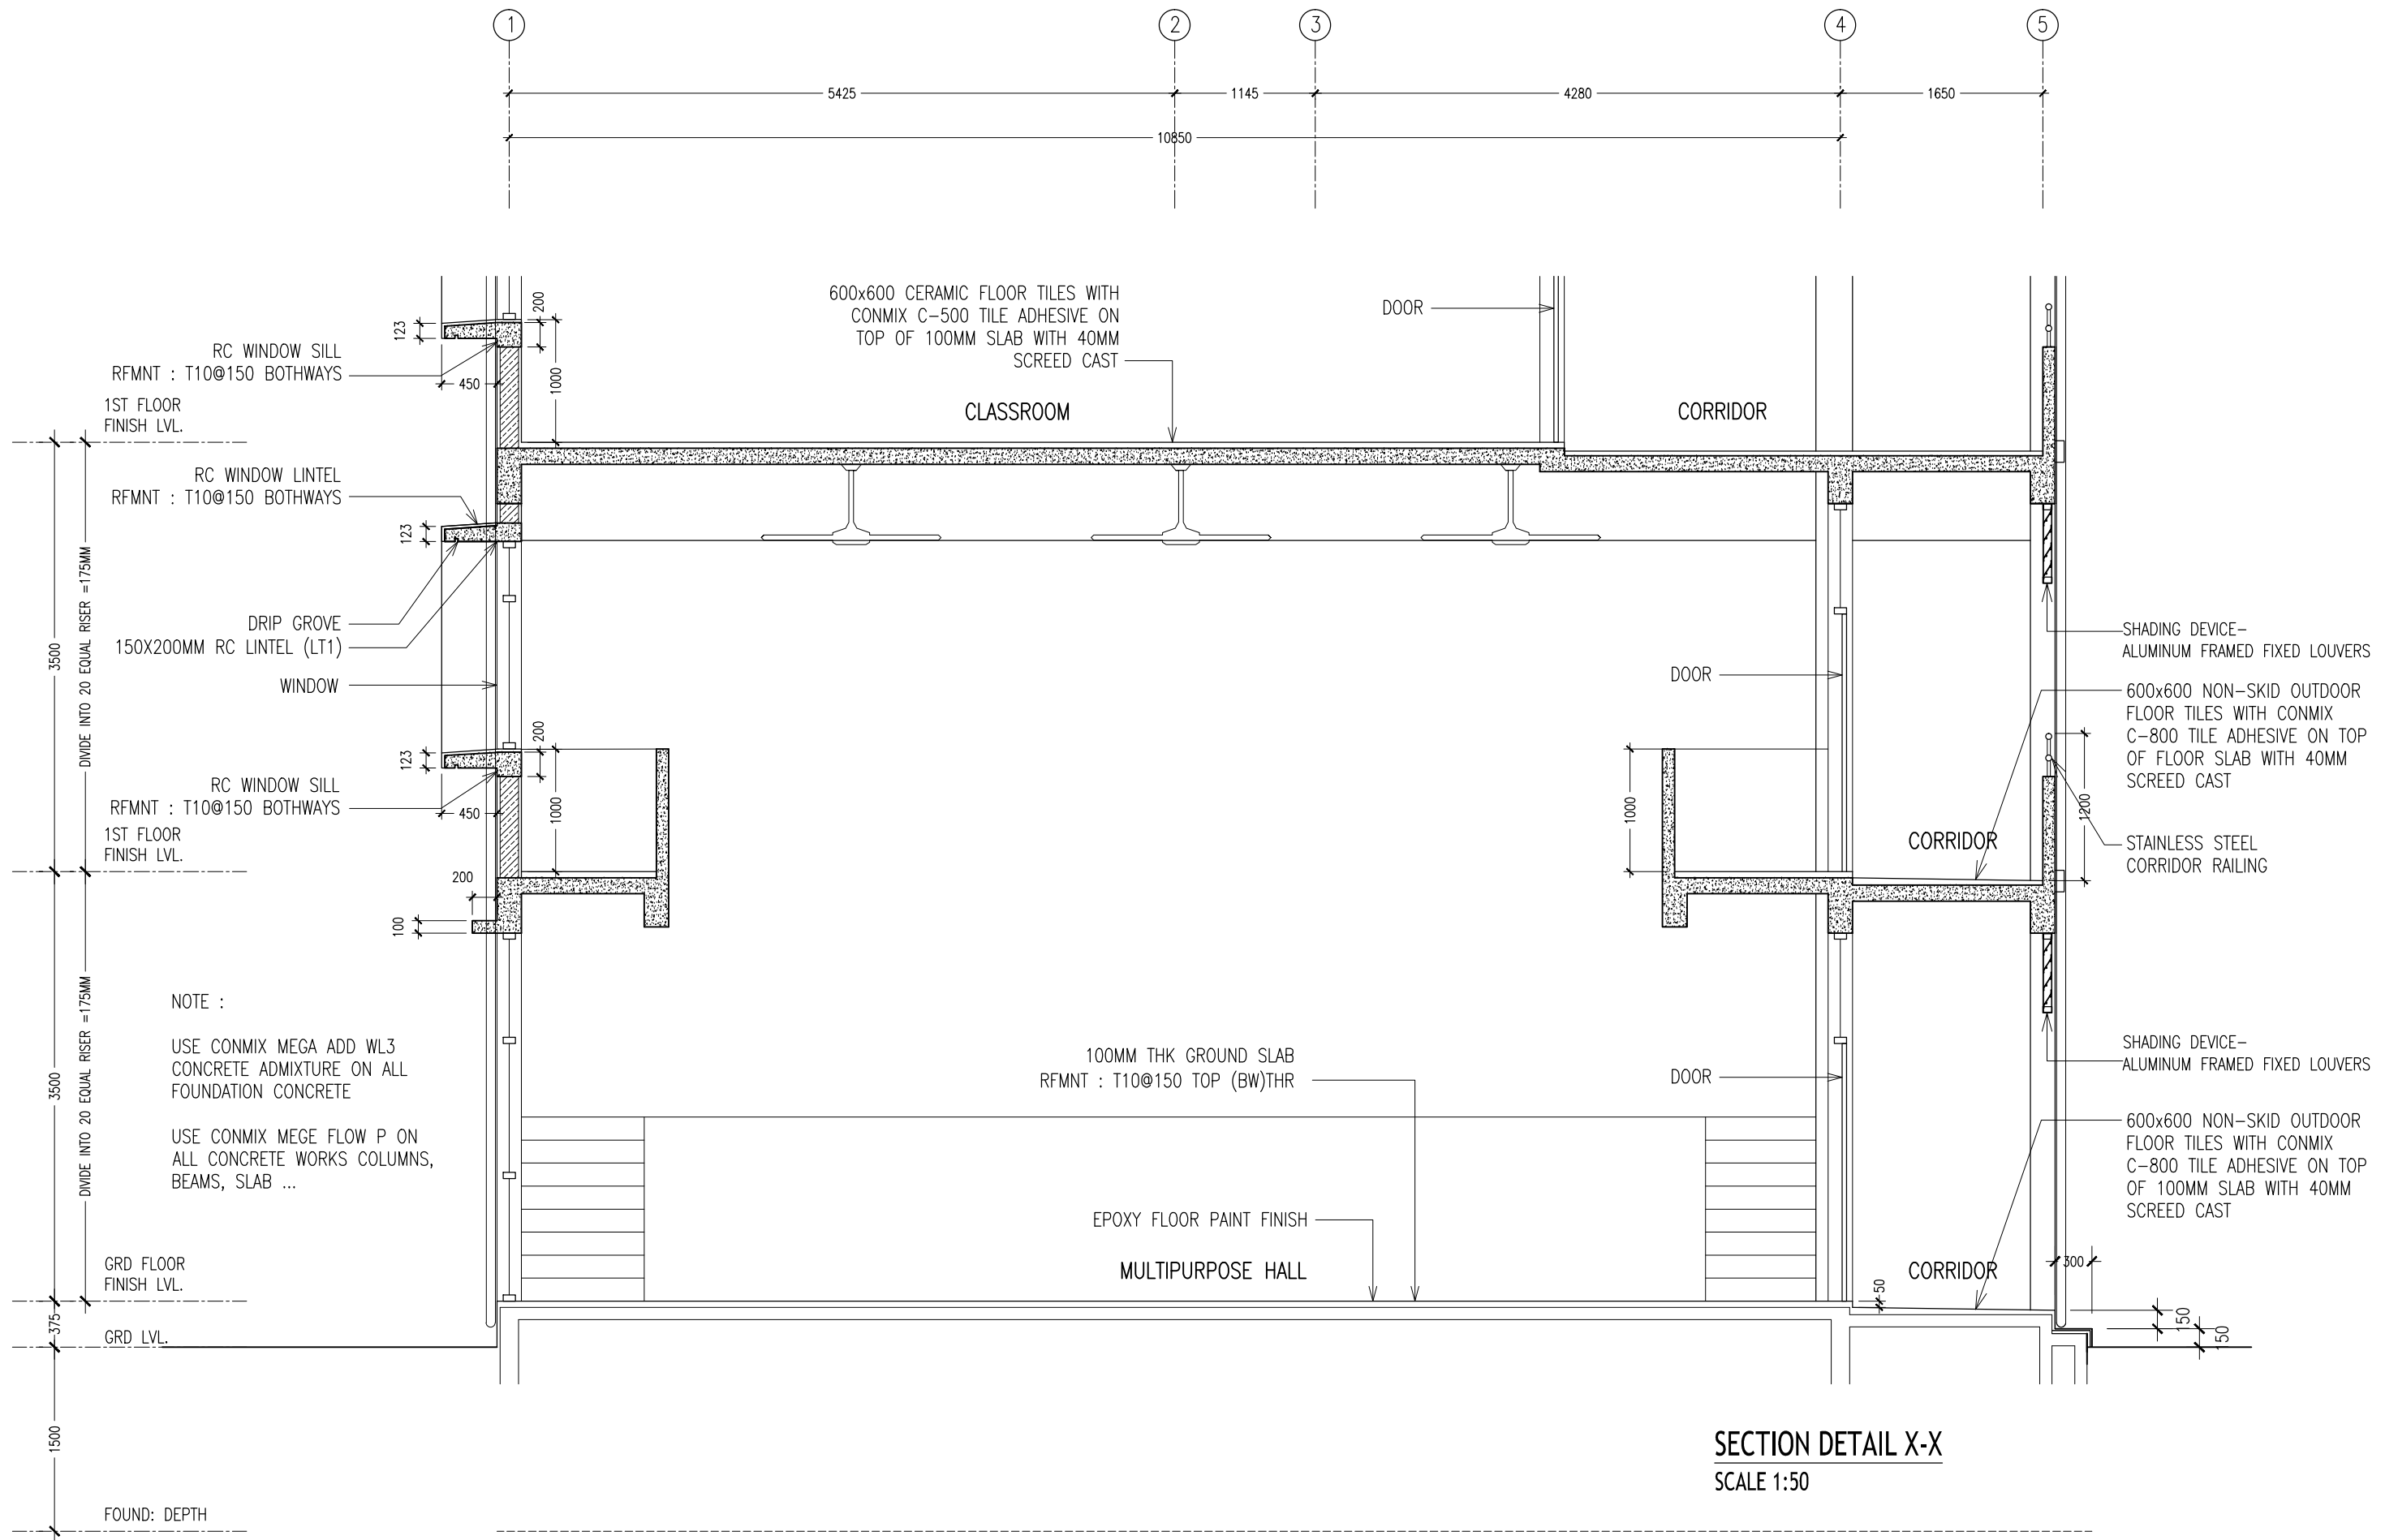 1
2
3
4
5
5425
1145
4280
1650
10850
600x600 CERAMIC FLOOR TILES WITH
CONMIX C-500 TILE ADHESIVE ON
TOP OF 100MM SLAB WITH 40MM
SCREED CAST
DOOR
123
200
RC WINDOW SILL
RFMNT : T10@150 BOTHWAYS
450
1000
1ST FLOOR
FINISH LVL.
CLASSROOM
CORRIDOR
RC WINDOW LINTEL
RFMNT : T10@150 BOTHWAYS
123
DRIP GROVE
150X200MM RC LINTEL (LT1)
WINDOW
3500
DIVIDE INTO 20 EQUAL RISER =175MM
SHADING DEVICE-
ALUMINUM FRAMED FIXED LOUVERS
DOOR
600x600 NON-SKID OUTDOOR
FLOOR TILES WITH CONMIX
C-800 TILE ADHESIVE ON TOP
OF FLOOR SLAB WITH 40MM
SCREED CAST
123
200
RC WINDOW SILL
RFMNT : T10@150 BOTHWAYS
450
1000
1000
1200
1ST FLOOR
FINISH LVL.
CORRIDOR
STAINLESS STEEL
CORRIDOR RAILING
200
100
NOTE :
USE CONMIX MEGA ADD WL3
CONCRETE ADMIXTURE ON ALL
FOUNDATION CONCRETE
USE CONMIX MEGE FLOW P ON
ALL CONCRETE WORKS COLUMNS,
BEAMS, SLAB ...
3500
DIVIDE INTO 20 EQUAL RISER =175MM
100MM THK GROUND SLAB
RFMNT : T10@150 TOP (BW)THR
DOOR
SHADING DEVICE-
ALUMINUM FRAMED FIXED LOUVERS
600x600 NON-SKID OUTDOOR
FLOOR TILES WITH CONMIX
C-800 TILE ADHESIVE ON TOP
OF 100MM SLAB WITH 40MM
SCREED CAST
EPOXY FLOOR PAINT FINISH
GRD FLOOR
FINISH LVL.
MULTIPURPOSE HALL
CORRIDOR
50
300
150
150
375
GRD LVL.
1500
FOUND: DEPTH
SECTION DETAIL X-X
SCALE 1:50